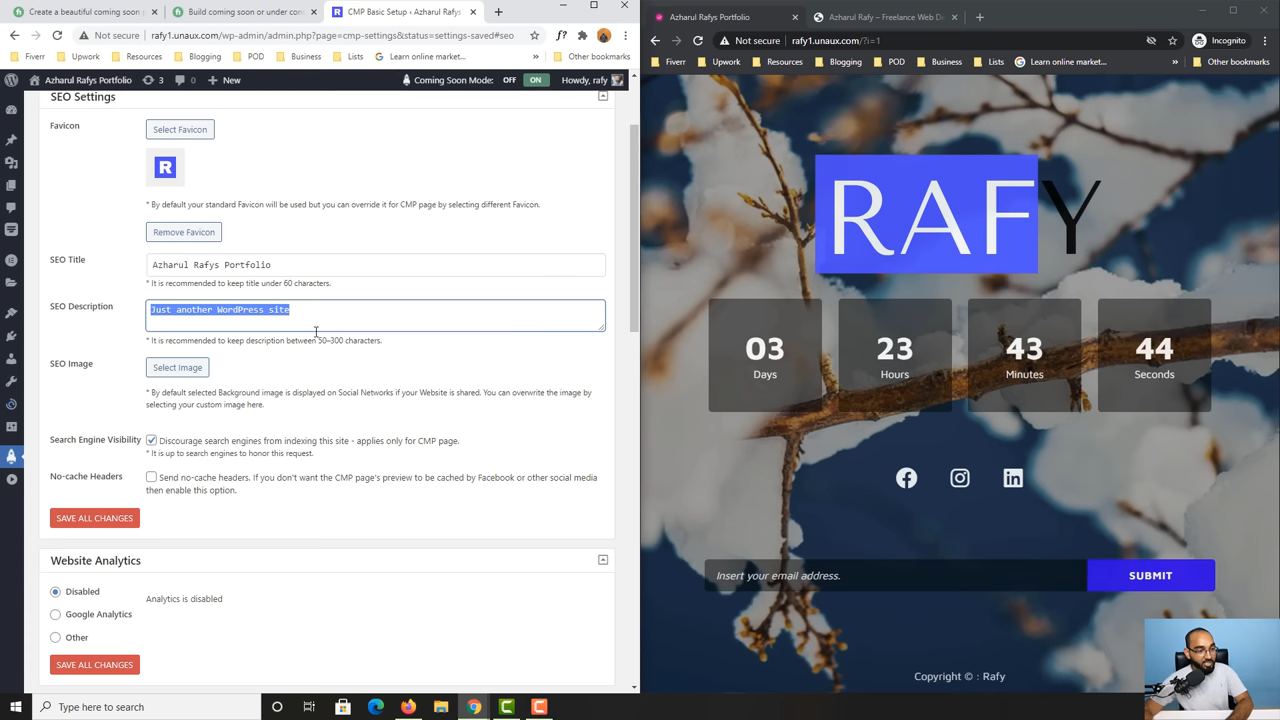 Create a beautiful coming soon p
Build coming soon or under cons
CMP Basic Setup ‹ Azharul Rafys
Not secure
rafy1.unaux.com/wp-admin/admin.php?page=cmp-settings&status=settings-saved#seo
Fiverr
Upwork
Resources
Blogging
POD
Business
Lists
Learn online market...
Other bookmarks
Azharul Rafys Portfolio
3
0
New
Coming Soon Mode:
OFF
ON
Howdy, rafy
SEO Settings
Favicon
Select Favicon
R
* By default your standard Favicon will be used but you can override it for CMP page by selecting different Favicon.
Remove Favicon
SEO Title
Azharul Rafys Portfolio
* It is recommended to keep title under 60 characters.
SEO Description
Just another WordPress site
* It is recommended to keep description between 50–300 characters.
SEO Image
Select Image
* By default selected Background image is displayed on Social Networks if your Website is shared. You can overwrite the image by
selecting your custom image here.
Search Engine Visibility
Discourage search engines from indexing this site - applies only for CMP page.
* It is up to search engines to honor this request.
No-cache Headers
Send no-cache headers. If you don't want the CMP page's preview to be cached by Facebook or other social media
then enable this option.
SAVE ALL CHANGES
Website Analytics
Disabled
Analytics is disabled
Google Analytics
Other
SAVE ALL CHANGES
Type here to search
Azharul Rafys Portfolio
Azharul Rafy – Freelance Web De
Not secure
rafy1.unaux.com/?i=1
Incognito
Fiverr
Upwork
Resources
Blogging
POD
Business
Lists
Learn online market...
Other bookmarks
RAFY
03
Days
23
Hours
43
Minutes
44
Seconds
Insert your email address.
SUBMIT
Copyright © : Rafy